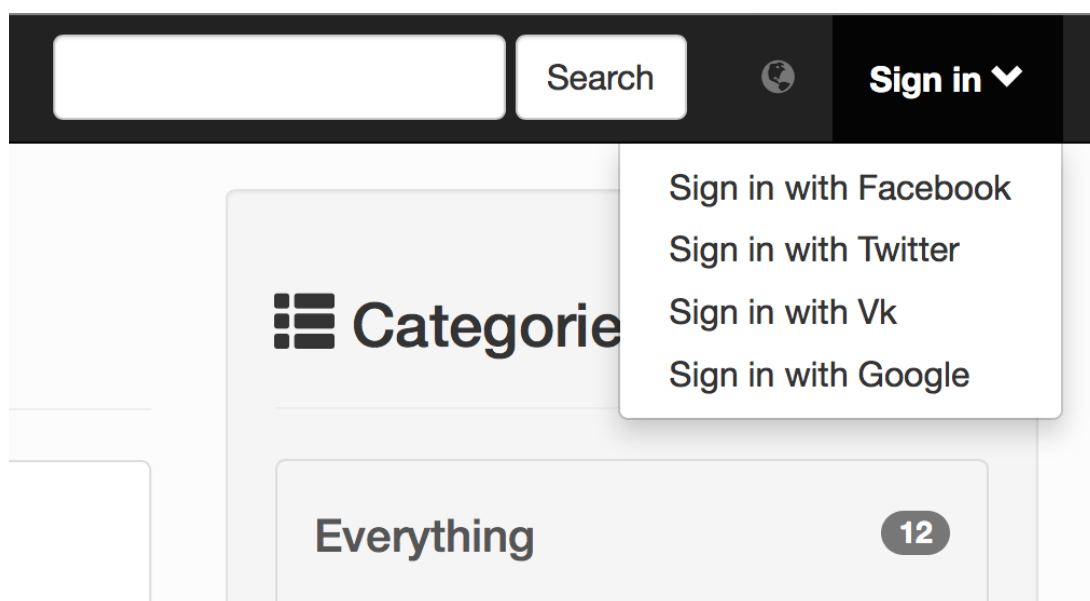 Search
Sign in
Sign in with Facebook
Sign in with Twitter
Sign in with Vk
Sign in with Google
Categorie
Everything
12